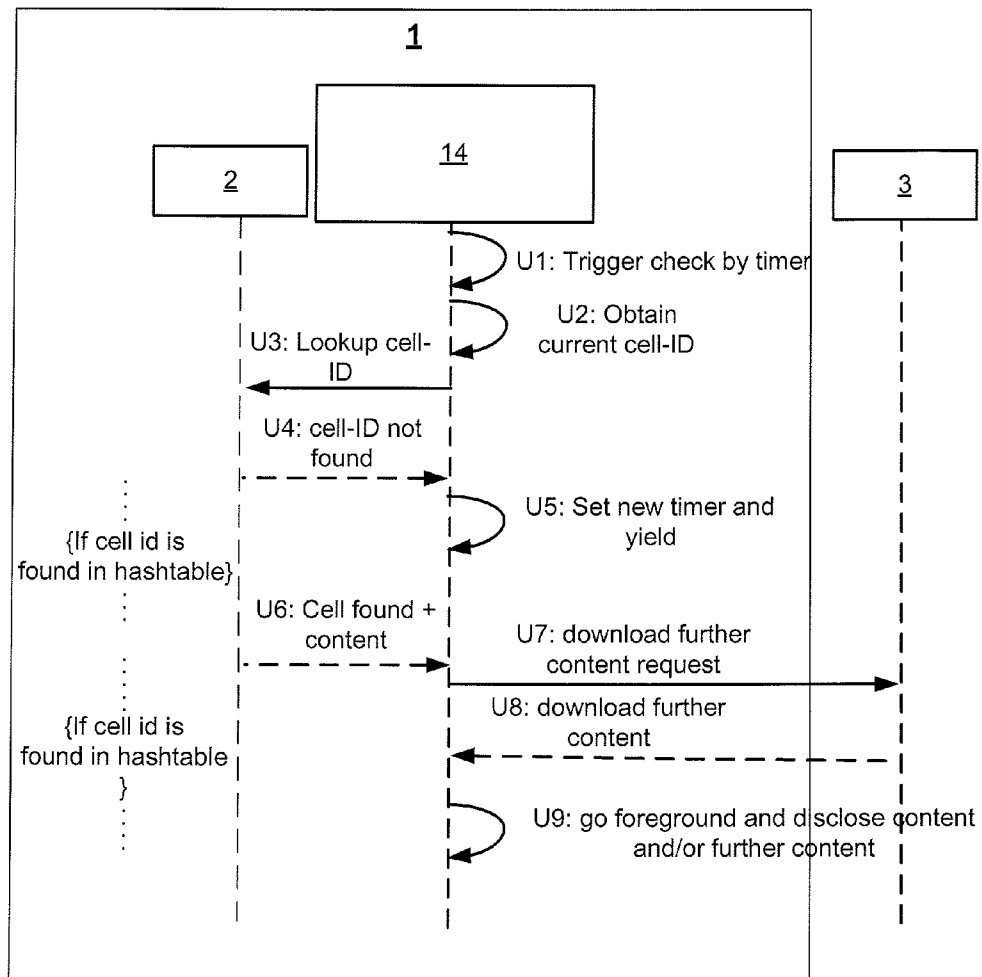 1
14
2
3
U1: Trigger check by timer
U2: Obtain
current cell-ID
U3: Lookup cell-
ID
U4: cell-ID not
found
U5: Set new timer and
yield
{If cell id is
found in hashtable}
U6: Cell found +
content
U7: download further
content request
U8: download further
content
{If cell id is
found in hashtable
}
U9: go foreground and disclose content
and/or further content